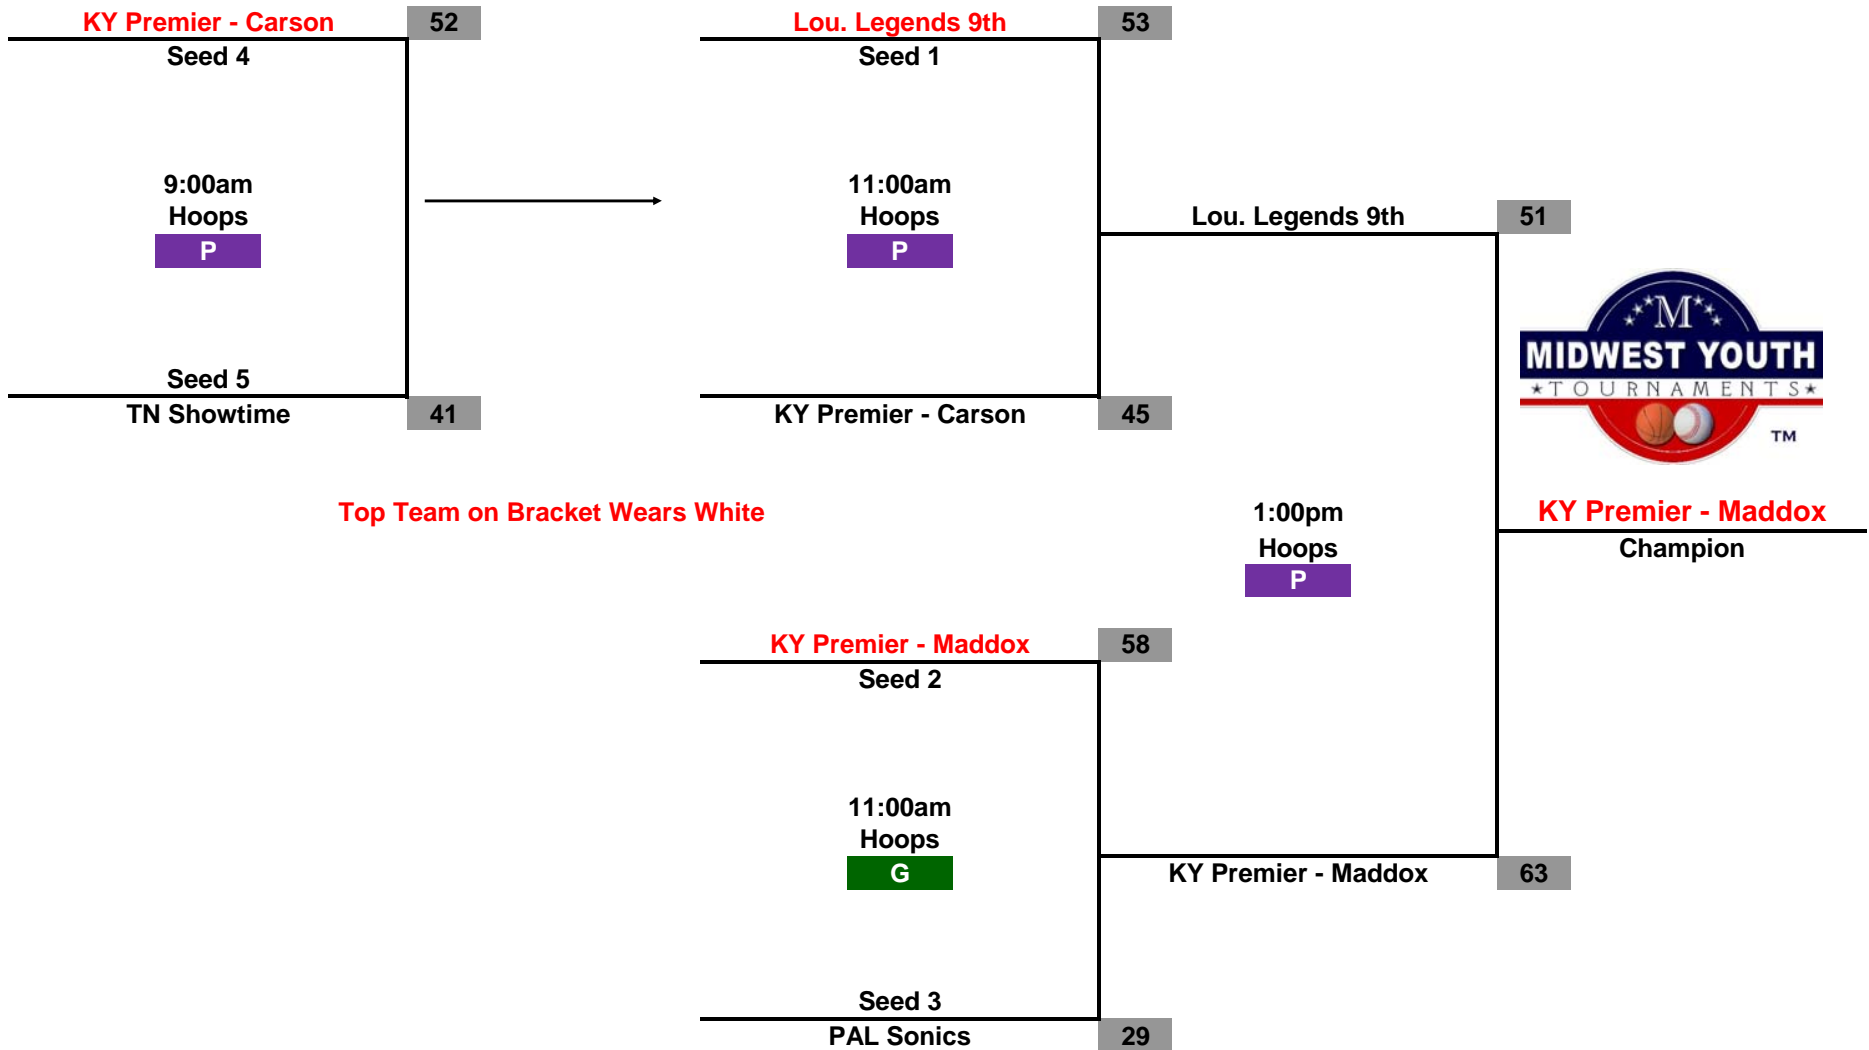 KY Premier - Carson 52
Seed 4
9:00am
Hoops
P
Seed 5
TN Showtime 41
Lou. Legends 9th 53
Seed 1
11:00am
Hoops
P
KY Premier - Carson 45
Top Team on Bracket Wears White
KY Premier - Maddox 58
Seed 2
11:00am
Hoops
G
Seed 3
PAL Sonics 29
Lou. Legends 9th 51
1:00pm
Hoops
P
KY Premier - Maddox 63
M
MIDWEST YOUTH
TOURNAMENTS
TM
KY Premier - Maddox
Champion